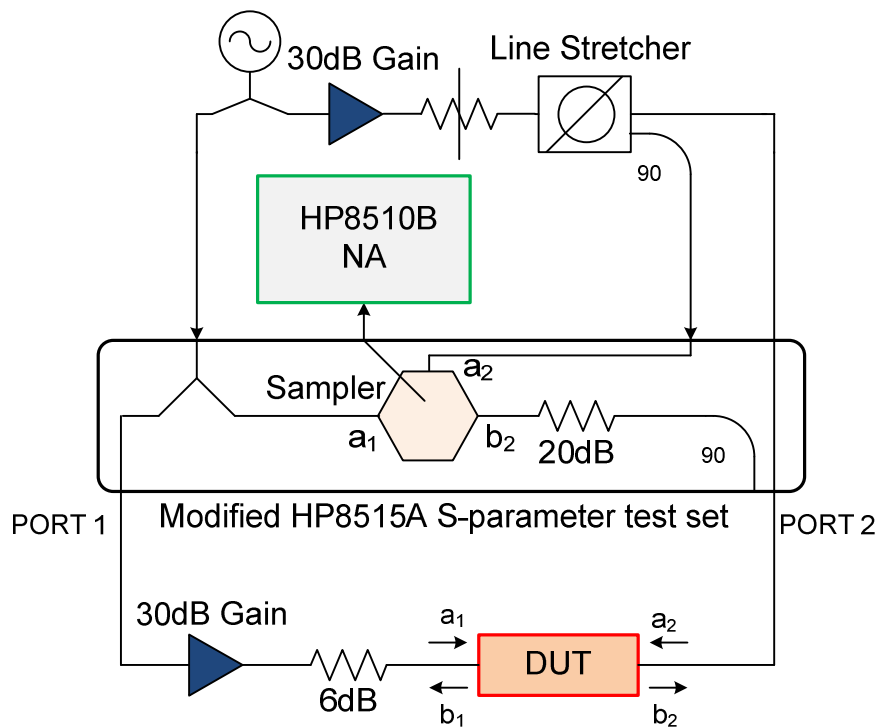 30dB Gain
Line Stretcher
90
HP8510B
NA
Sampler
a₂
a₁
b₂
20dB
90
PORT 1
Modified HP8515A S-parameter test set
PORT 2
30dB Gain
6dB
a₁
a₂
DUT
b₁
b₂